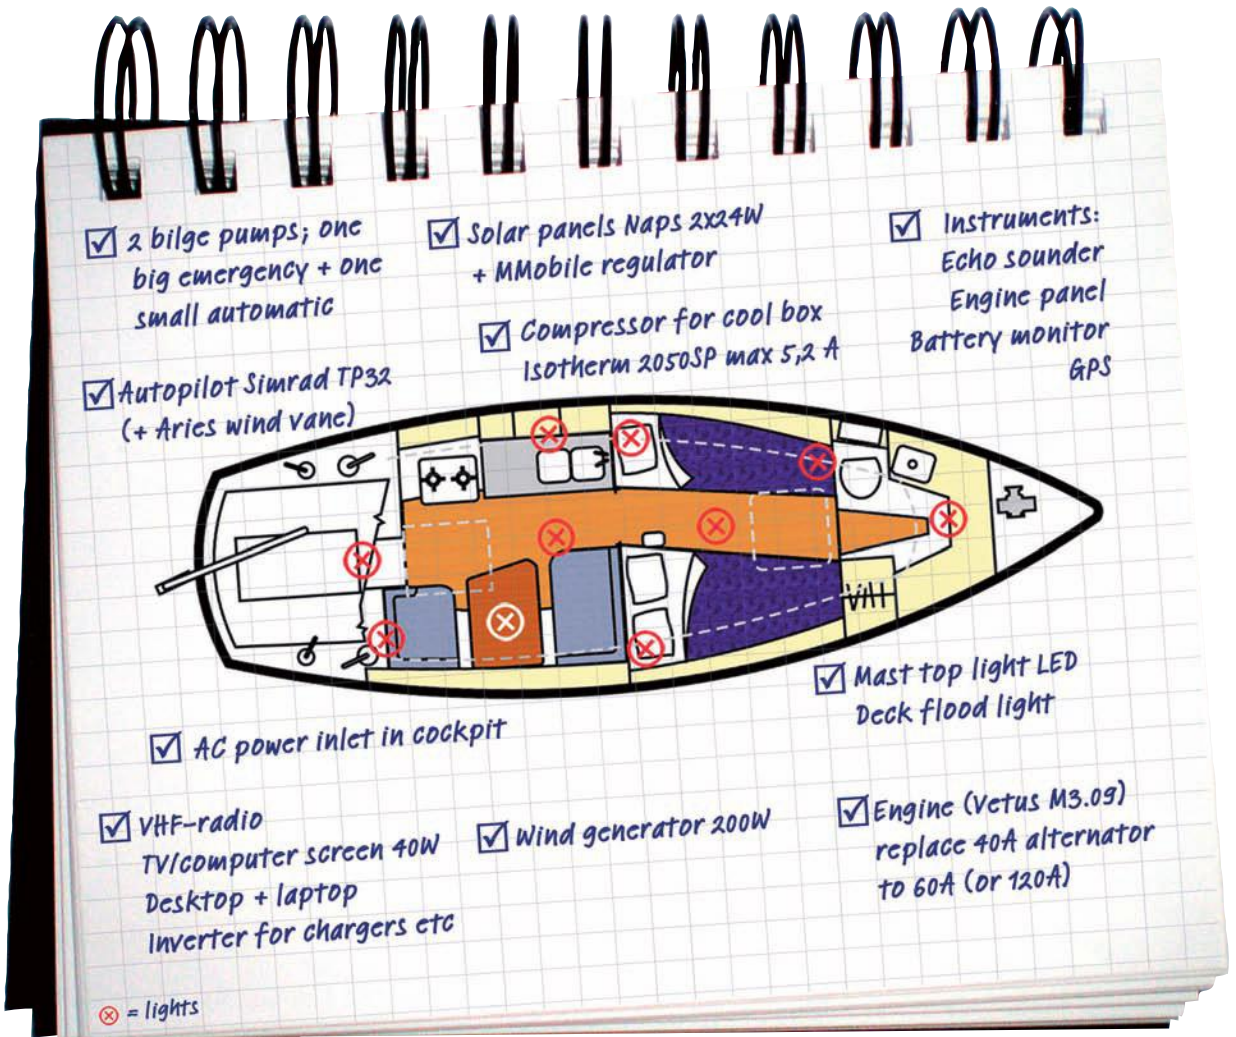 2 bilge pumps; one
big emergency + one
small automatic
Solar panels Naps 2x24W
+ MMobile regulator
Instruments:
Echo sounder
Engine panel
Battery monitor
GPS
Compressor for cool box
Isotherm 2050SP max 5,2 A
Autopilot Simrad TP32
(+ Aries wind vane)
Mast top light LED
Deck flood light
AC power inlet in cockpit
VHF-radio
TV/computer screen 40W
Desktop + laptop
Inverter for chargers etc
Wind generator 200W
Engine (Vetus M3.09)
replace 40A alternator
to 60A (or 120A)
= lights